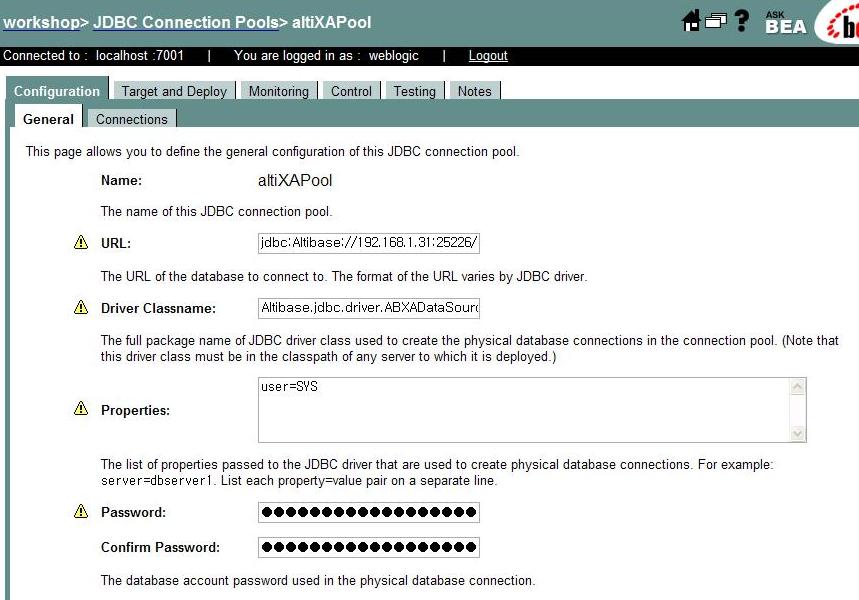 workshop> JDBC Connection Pools> altiXAPool
?
ASK
BEA
Connected to : localhost :7001 | You are logged in as : weblogic | Logout
Configuration Target and Deploy Monitoring Control Testing Notes
General Connections
This page allows you to define the general configuration of this JDBC connection pool.
Name: altiXAPool
The name of this JDBC connection pool.
URL: jdbc:Altibase://192.168.1.31:25226/
The URL of the database to connect to. The format of the URL varies by JDBC driver.
Driver Classname: Altibase.jdbc.driver.ABXADataSour
The full package name of JDBC driver class used to create the physical database connections in the connection pool. (Note that
this driver class must be in the classpath of any server to which it is deployed.)
user=SYS
Properties:
The list of properties passed to the JDBC driver that are used to create physical database connections. For example:
server=dbserver1. List each property=value pair on a separate line.
Password: ●●●●●●●●●●●●●●●●●●
Confirm Password: ●●●●●●●●●●●●●●●●●●
The database account password used in the physical database connection.